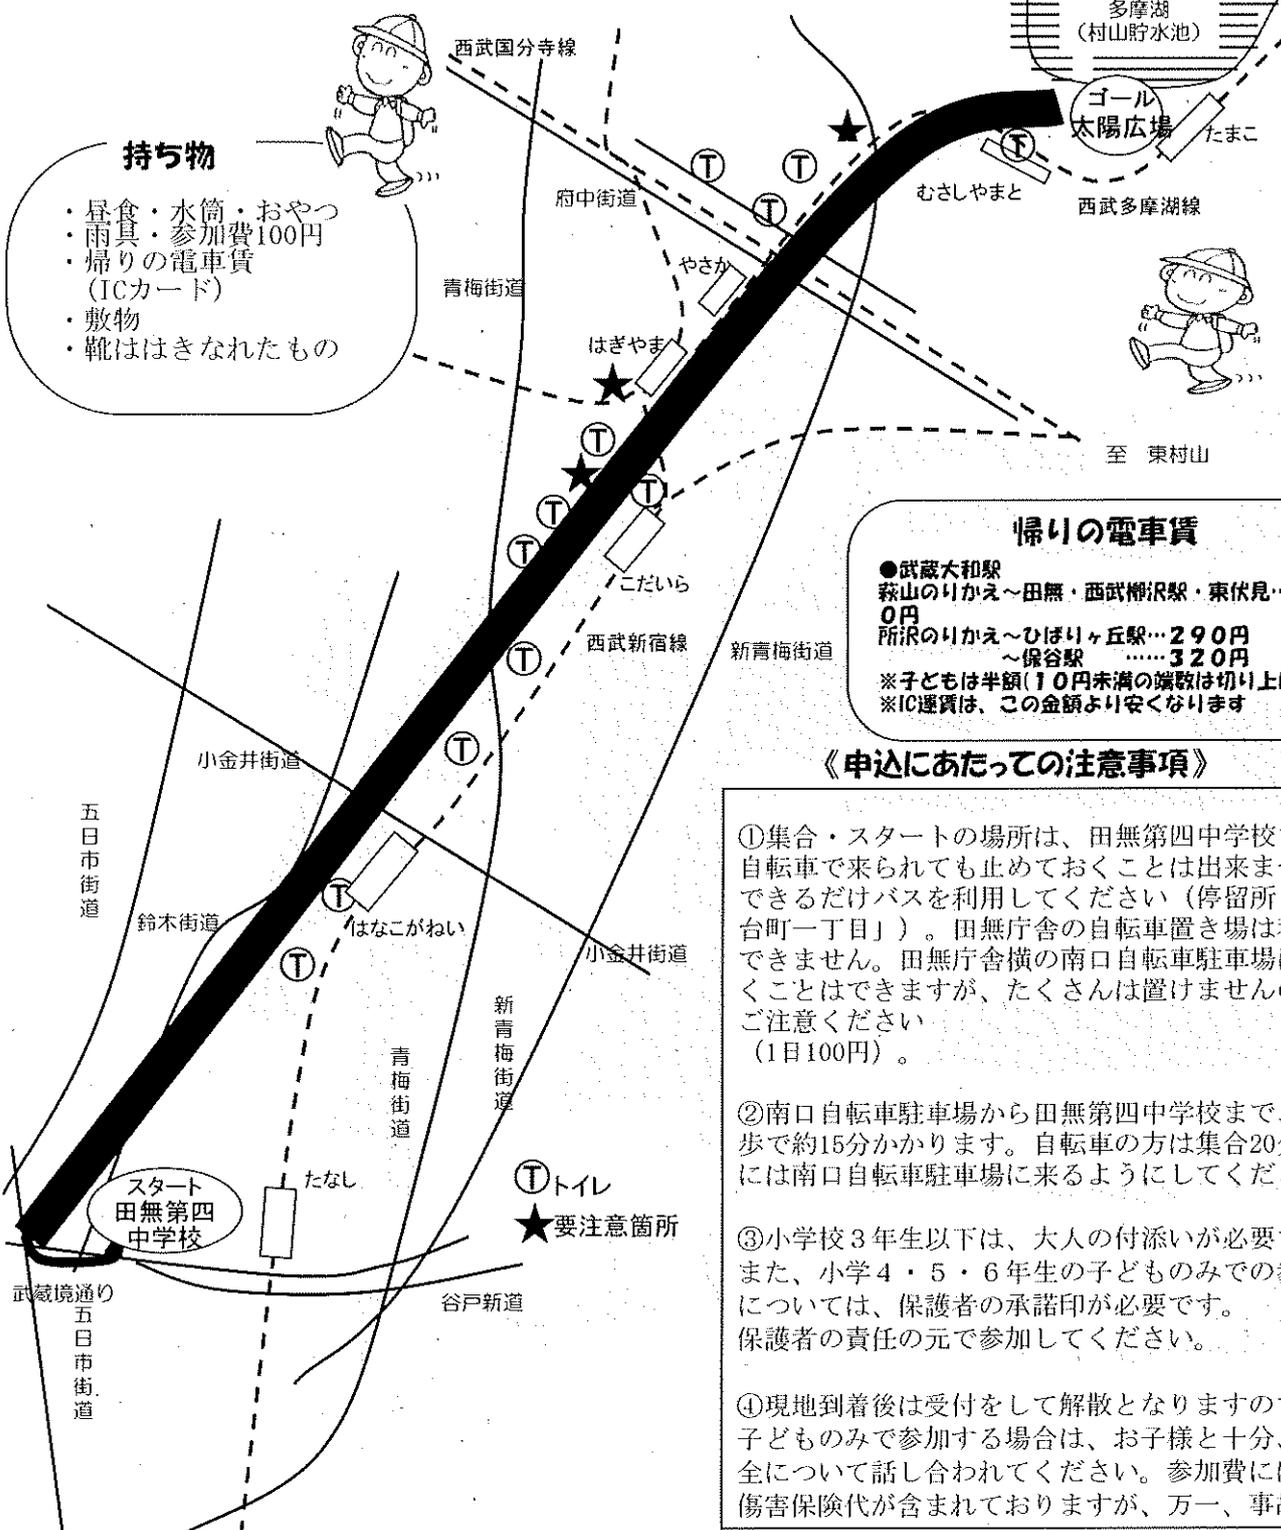 多摩湖
(村山貯水池)
西武国分寺線
ゴール
太陽広場
たまこ
持ち物
むさしやまと
府中街道
西武多摩湖線
・昼食・水筒・おやつ
・雨具・参加費100円
・帰りの電車賃
(ICカード)
・敷物
・靴ははきなれたもの
やさか
青梅街道
はぎやま
至 東村山
こだいら
西武新宿線
新青梅街道
帰りの電車賃
●武蔵大和駅
萩山のりかえ～田無・西武柳沢駅・東伏見…
0円
所沢のりかえ～ひばりヶ丘駅…290円
～保谷駅 ……320円
※子どもは半額(10円未満の端数は切り上
※IC運賃は、この金額より安くなります
小金井街道
五日市街道
鈴木街道
はなこがねい
小金井街道
新青梅街道
青梅街道
《申込にあたっての注意事項》
①集合・スタートの場所は、田無第四中学校
自転車で来られても止めておくことは出来ませ
できるだけバスを利用してください（停留所
台町一丁目」）。田無庁舎の自転車置き場は
できません。田無庁舎横の南口自転車駐車場
くことはできますが、たくさんは置けません
ご注意ください
（1日100円）。
②南口自転車駐車場から田無第四中学校まで、
歩で約15分かかります。自転車の方は集合20
には南口自転車駐車場に来るようにしてくだ
③小学校３年生以下は、大人の付添いが必要
また、小学４・５・６年生の子どものみでの
については、保護者の承諾印が必要です。
保護者の責任の元で参加してください。
④現地到着後は受付をして解散となりますの
子どものみで参加する場合は、お子様と十分、
全について話し合われてください。参加費に
傷害保険代が含まれておりますが、万一、事
たなし
スタート
田無第四
中学校
Ⓣトイレ
★要注意箇所
武蔵境通り
五日市街道
谷戸新道